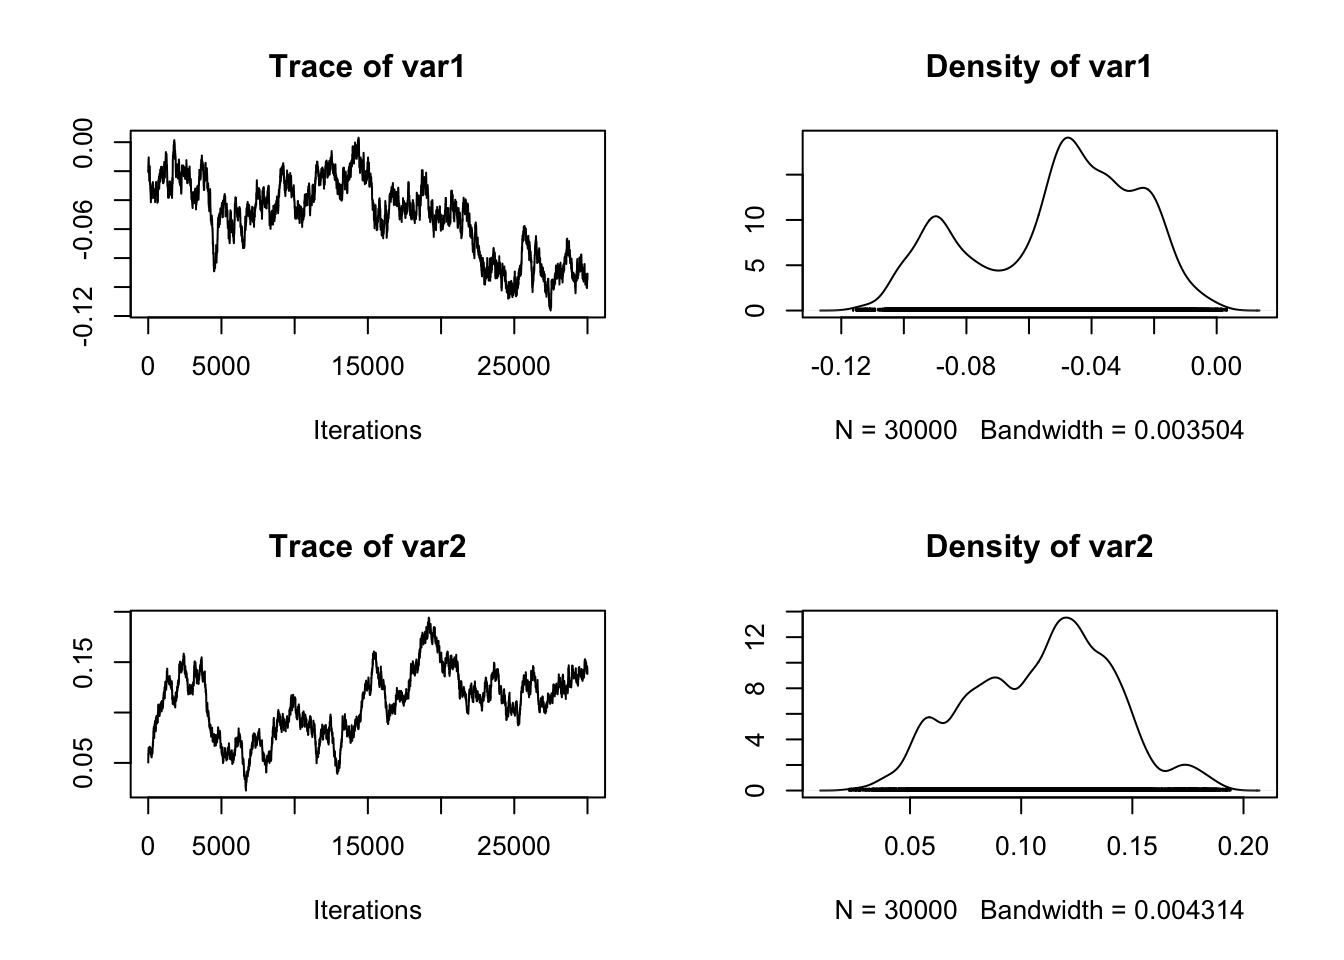 Trace of var1
0.00
-0.06
-0.12
0 5000 15000 25000
Iterations
Density of var1
10
5
0
-0.12 -0.08 -0.04 0.00
N = 30000 Bandwidth = 0.003504
Trace of var2
0.15
0.05
0 5000 15000 25000
Iterations
Density of var2
12
8
4
0
0.05 0.10 0.15 0.20
N = 30000 Bandwidth = 0.004314